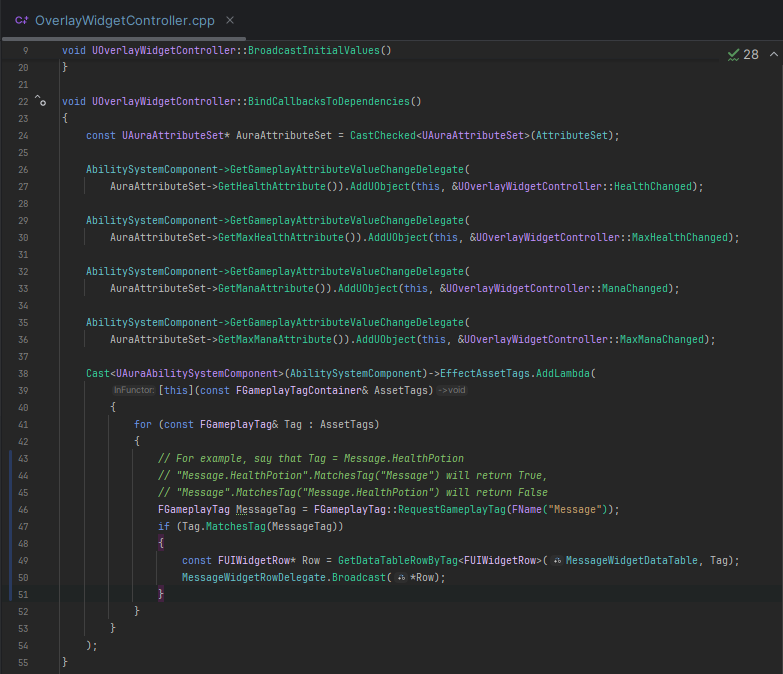 C+ OverlayWidgetController.cpp ×
9 void UOverlayWidgetController::BroadcastInitialValues()
28
20 }
21
22 void UOverlayWidgetController::BindCallbacksToDependencies()
23 {
24 const UAuraAttributeSet* AuraAttributeSet = CastChecked<UAuraAttributeSet>(AttributeSet);
25
26 AbilitySystemComponent->GetGameplayAttributeValueChangeDelegate(
27 AuraAttributeSet->GetHealthAttribute()).AddUObject(this, &UOverlayWidgetController::HealthChanged);
28
29 AbilitySystemComponent->GetGameplayAttributeValueChangeDelegate(
30 AuraAttributeSet->GetMaxHealthAttribute()).AddUObject(this, &UOverlayWidgetController::MaxHealthChanged);
31
32 AbilitySystemComponent->GetGameplayAttributeValueChangeDelegate(
33 AuraAttributeSet->GetManaAttribute()).AddUObject(this, &UOverlayWidgetController::ManaChanged);
34
35 AbilitySystemComponent->GetGameplayAttributeValueChangeDelegate(
36 AuraAttributeSet->GetMaxManaAttribute()).AddUObject(this, &UOverlayWidgetController::MaxManaChanged);
37
38 Cast<UAuraAbilitySystemComponent>(AbilitySystemComponent)->EffectAssetTags.AddLambda(
39 InFunctor: [this](const FGameplayTagContainer& AssetTags) ->void
40 {
41 for (const FGameplayTag& Tag : AssetTags)
42 {
43 // For example, say that Tag = Message.HealthPotion
44 // "Message.HealthPotion".MatchesTag("Message") will return True,
45 // "Message".MatchesTag("Message.HealthPotion") will return False
46 FGameplayTag MessageTag = FGameplayTag::RequestGameplayTag(FName("Message"));
47 if (Tag.MatchesTag(MessageTag))
48 {
49 const FUIWidgetRow* Row = GetDataTableRowByTag<FUIWidgetRow>(MessageWidgetDataTable, Tag);
50 MessageWidgetRowDelegate.Broadcast(*Row);
51 }
52 }
53 }
54 );
55 }